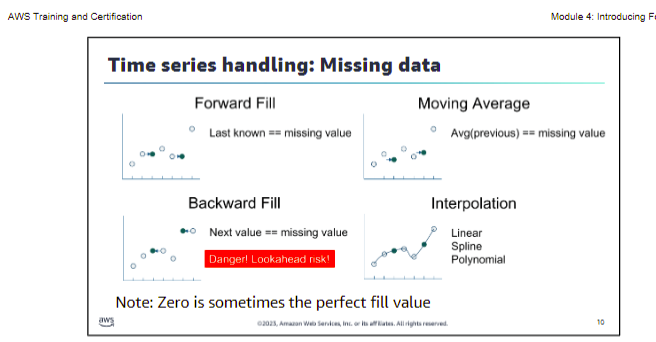 AWS Training and Certification
Module 4: Introducing
Time series handling: Missing data
Forward Fill
Last known == missing value
Moving Average
Avg(previous) == missing value
Backward Fill
Next value == missing value
Danger! Lookahead risk!
Interpolation
Linear
Spline
Polynomial
Note: Zero is sometimes the perfect fill value
aws
©2023, Amazon Web Services, Inc. or its affiliates. All rights reserved.
10